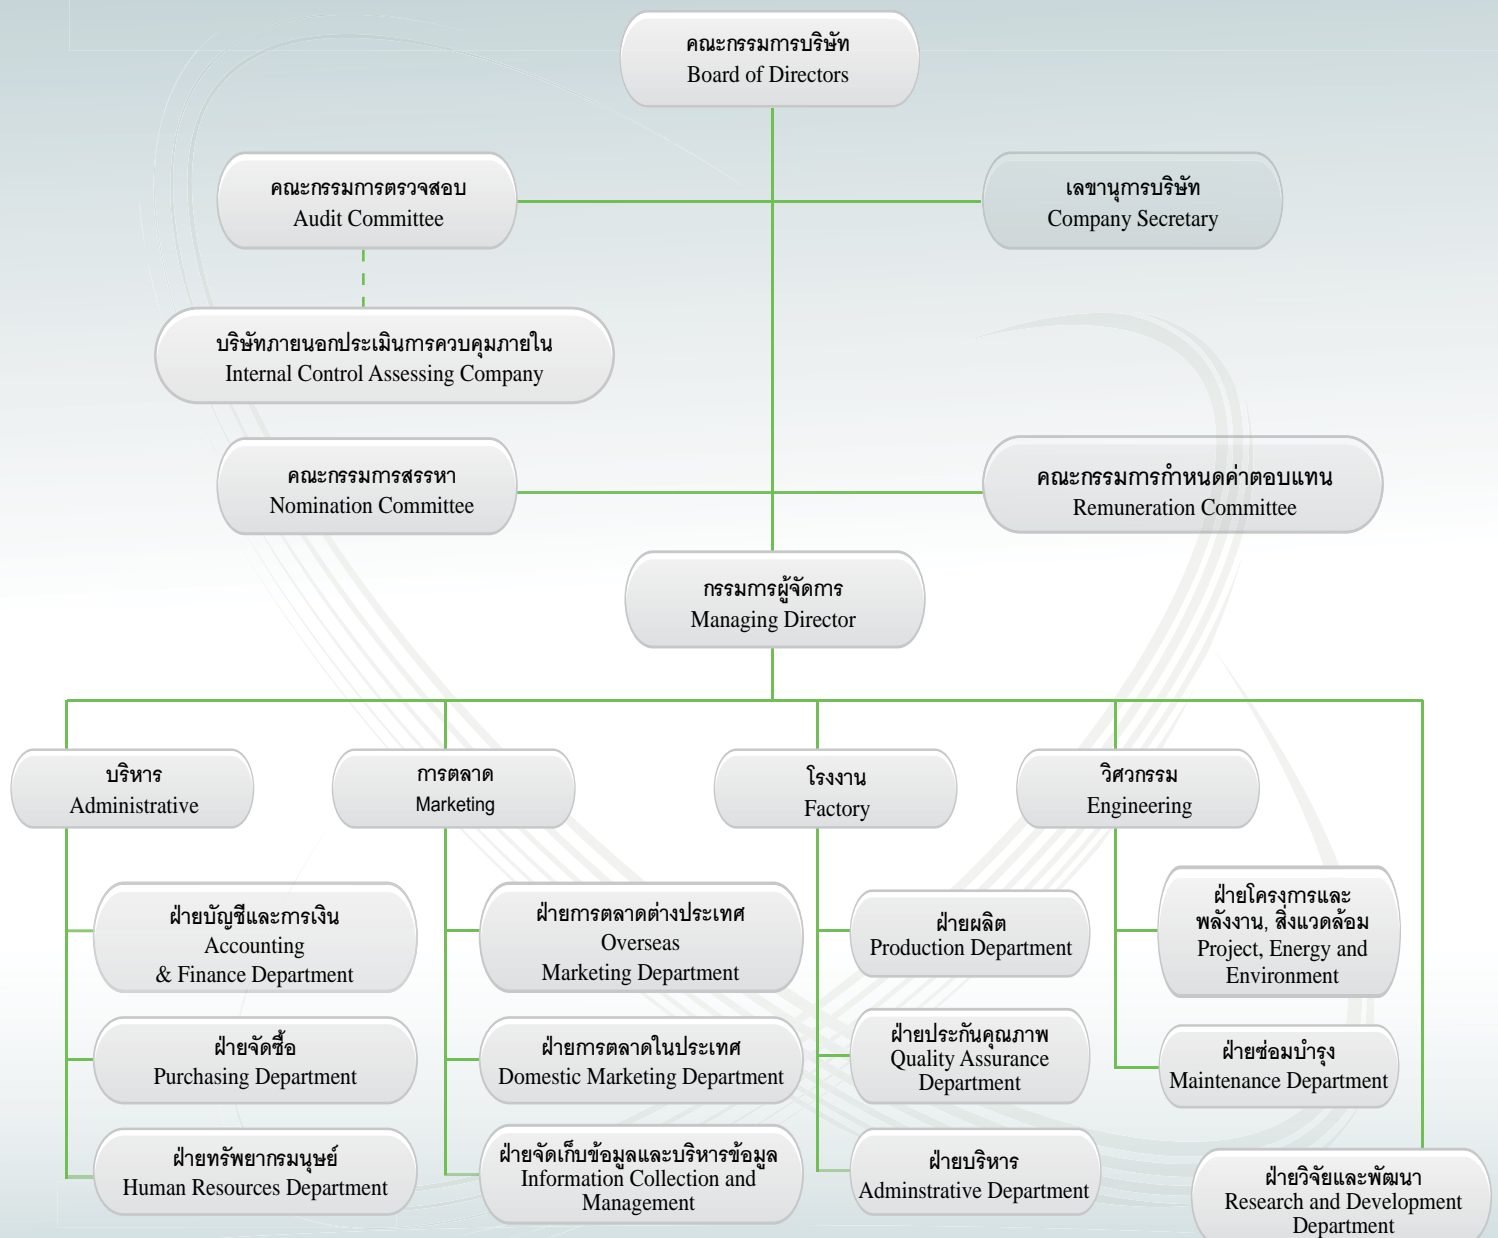 คณะกรรมการบริษัท
Board of Directors
คณะกรรมการตรวจสอบ
Audit Committee
เลขานุการบริษัท
Company Secretary
บริษัทภายนอกประเมินการควบคุมภายใน
Internal Control Assessing Company
คณะกรรมการสรรหา
Nomination Committee
คณะกรรมการกำหนดค่าตอบแทน
Remuneration Committee
กรรมการผู้จัดการ
Managing Director
บริหาร
Administrative
การตลาด
Marketing
โรงงาน
Factory
วิศวกรรม
Engineering
ฝ่ายบัญชีและการเงิน
Accounting
& Finance Department
ฝ่ายการตลาดต่างประเทศ
Overseas
Marketing Department
ฝ่ายผลิต
Production Department
ฝ่ายโครงการและ
พลังงาน, สิ่งแวดล้อม
Project, Energy and
Environment
ฝ่ายจัดซื้อ
Purchasing Department
ฝ่ายการตลาดในประเทศ
Domestic Marketing Department
ฝ่ายประกันคุณภาพ
Quality Assurance
Department
ฝ่ายซ่อมบำรุง
Maintenance Department
ฝ่ายทรัพยากรมนุษย์
Human Resources Department
ฝ่ายจัดเก็บข้อมูลและบริหารข้อมูล
Information Collection and
Management
ฝ่ายบริหาร
Adminstrative Department
ฝ่ายวิจัยและพัฒนา
Research and Development
Department